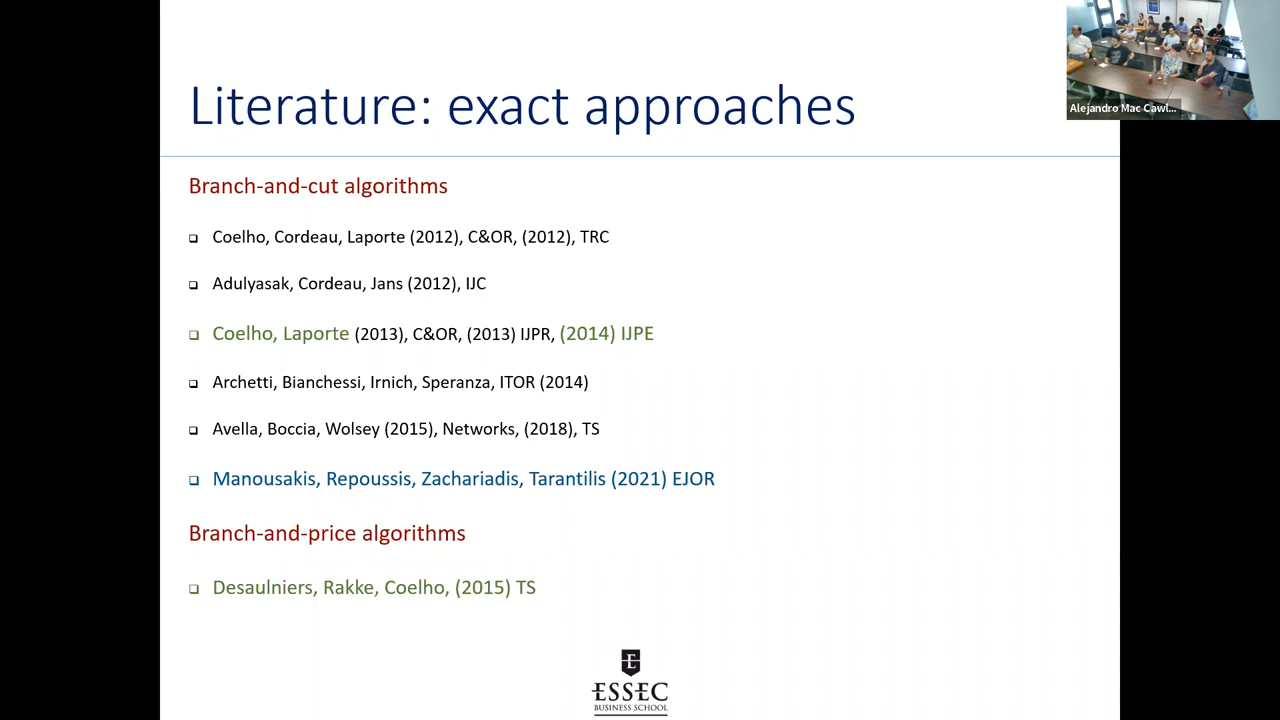 Literature: exact approaches
Alejandro Mac Cawl...
Branch-and-cut algorithms
Coelho, Cordeau, Laporte (2012), C&OR, (2012), TRC
Adulyasak, Cordeau, Jans (2012), IJC
Coelho, Laporte (2013), C&OR, (2013) IJPR, (2014) IJPE
Archetti, Bianchessi, Irnich, Speranza, ITOR (2014)
Avella, Boccia, Wolsey (2015), Networks, (2018), TS
Manousakis, Repoussis, Zachariadis, Tarantilis (2021) EJOR
Branch-and-price algorithms
Desaulniers, Rakke, Coelho, (2015) TS
E
ESSEC
BUSINESS SCHOOL